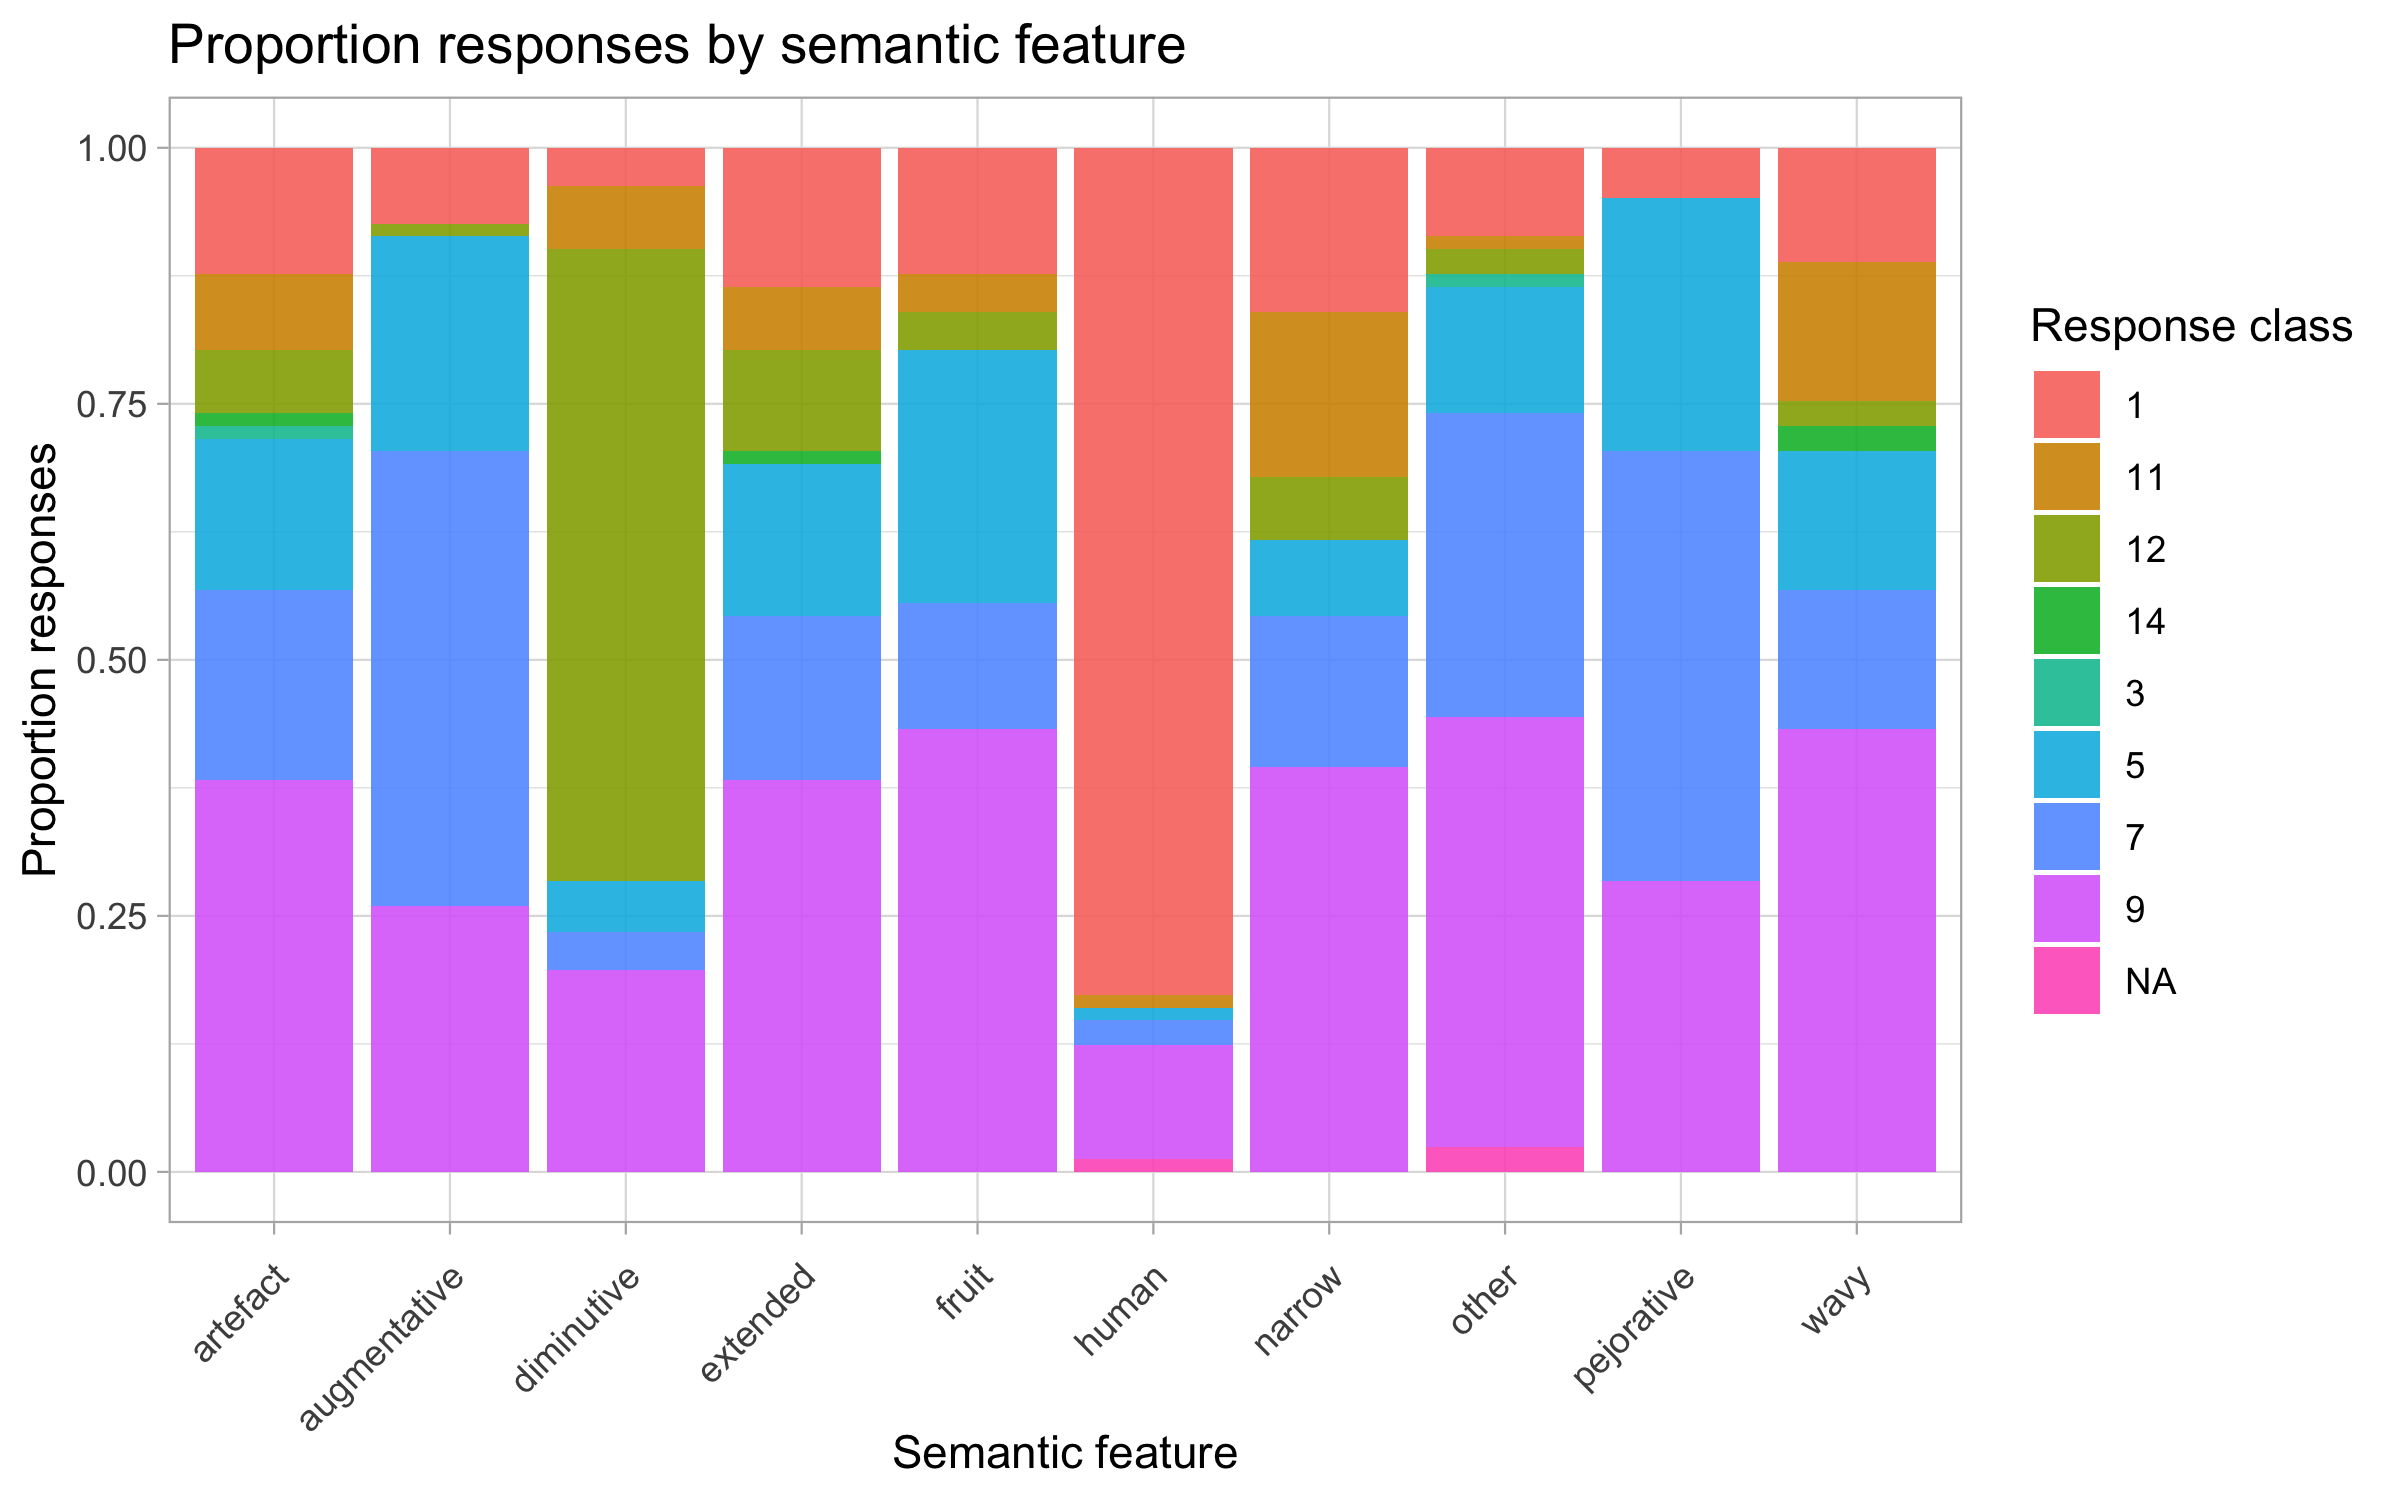 Proportion responses by semantic feature
Proportion responses
1.00
0.75
0.50
0.25
0.00
artefact
augmentative
diminutive
extended
fruit
human
narrow
other
pejorative
wavy
Semantic feature
Response class
1
11
12
14
3
5
7
9
NA